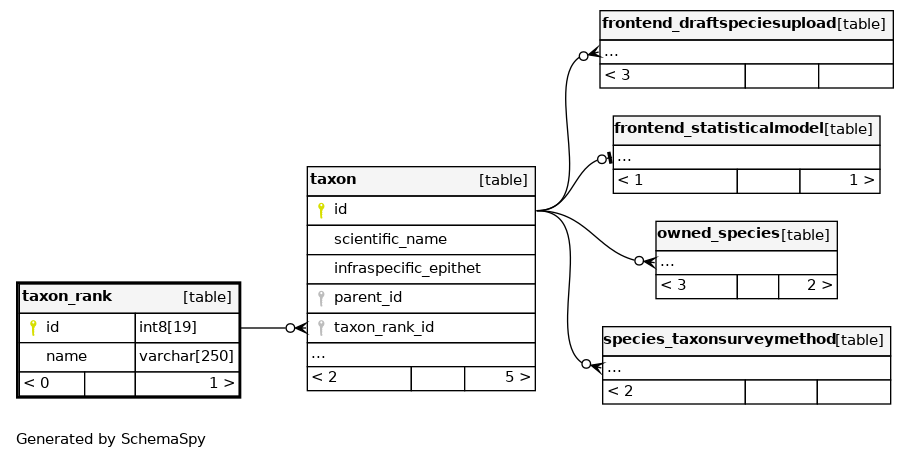 frontend_draftspeciesupload [table]
...
< 3
frontend_statisticalmodel [table]
...
< 1 1 >
taxon [table]
id
scientific_name
infraspecific_epithet
parent_id
taxon_rank_id
...
< 2 5 >
owned_species [table]
...
< 3 2 >
taxon_rank [table]
id int8[19]
name varchar[250]
< 0 1 >
species_taxonsurveymethod [table]
...
< 2
Generated by SchemaSpy